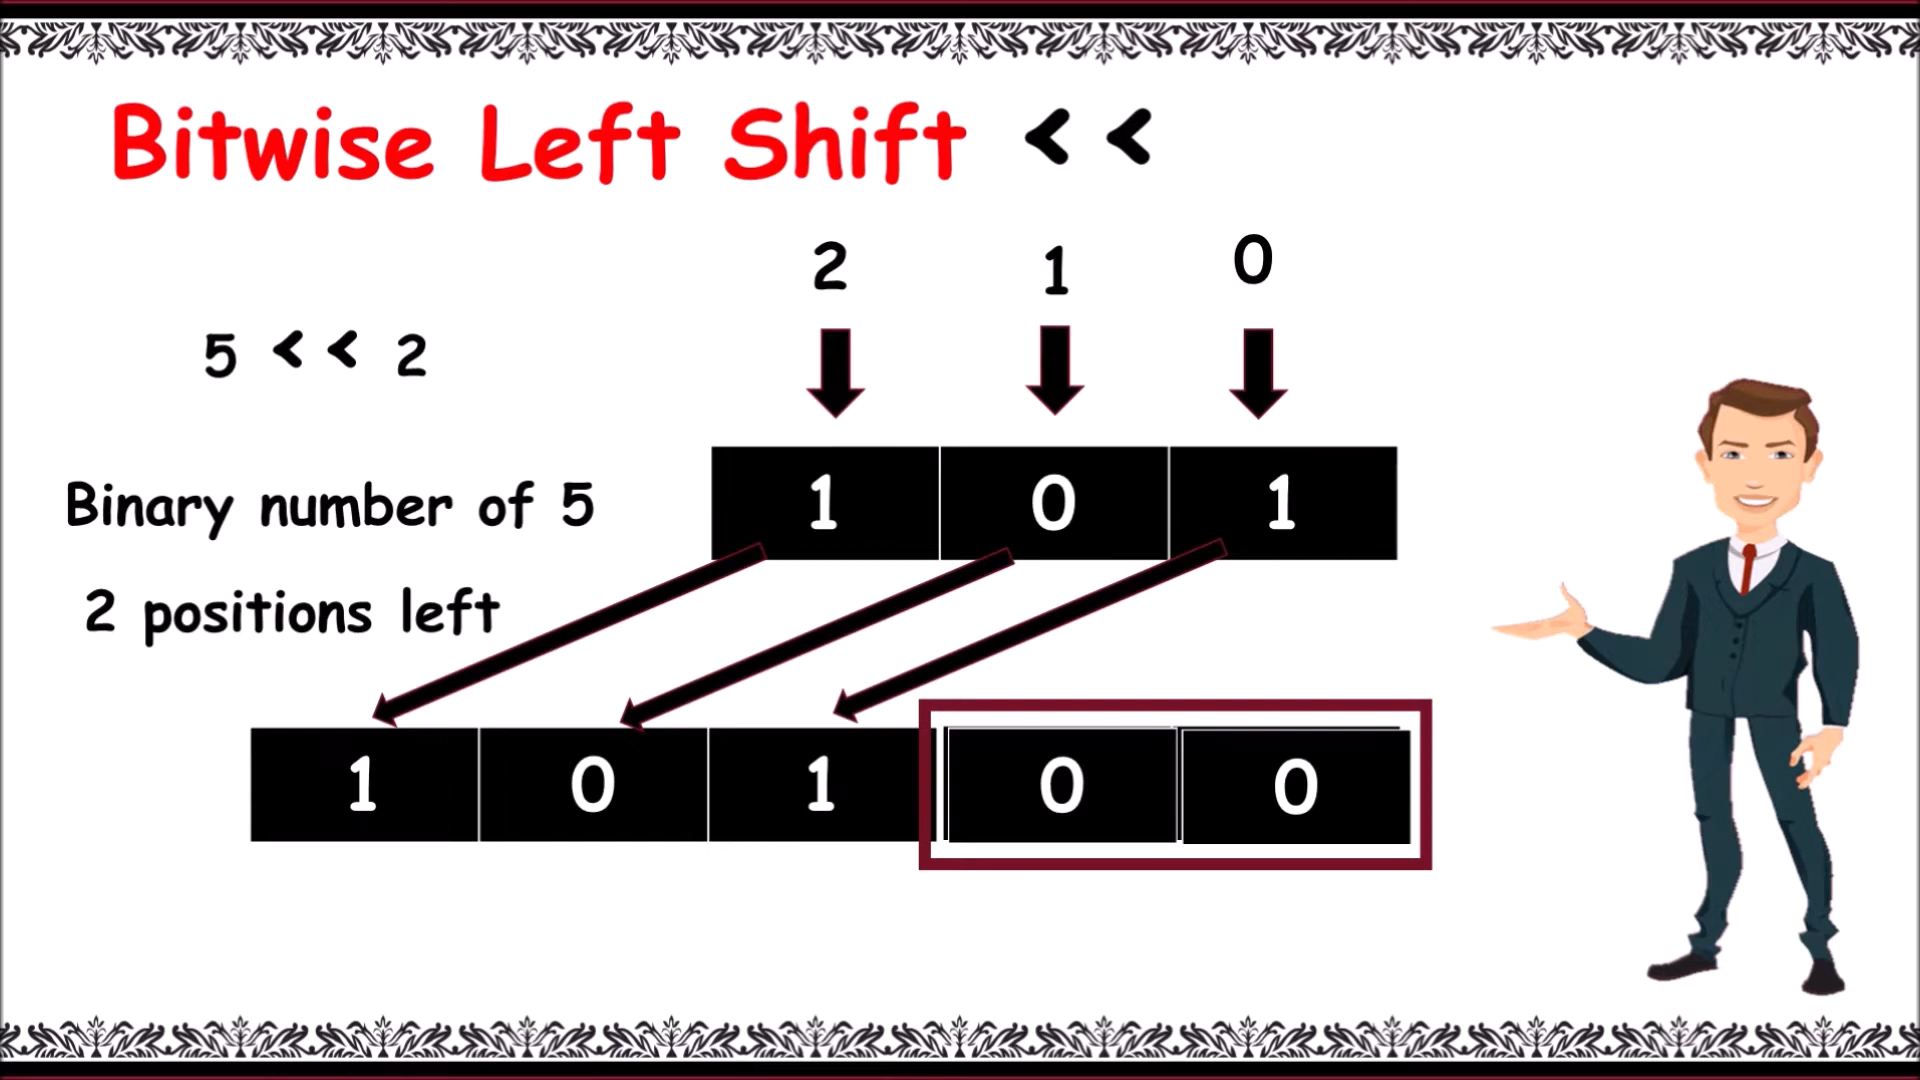 Bitwise Left Shift < <
2 1 0
5 < < 2
Binary number of 5 1 0 1
2 positions left
1 0 1 0 0